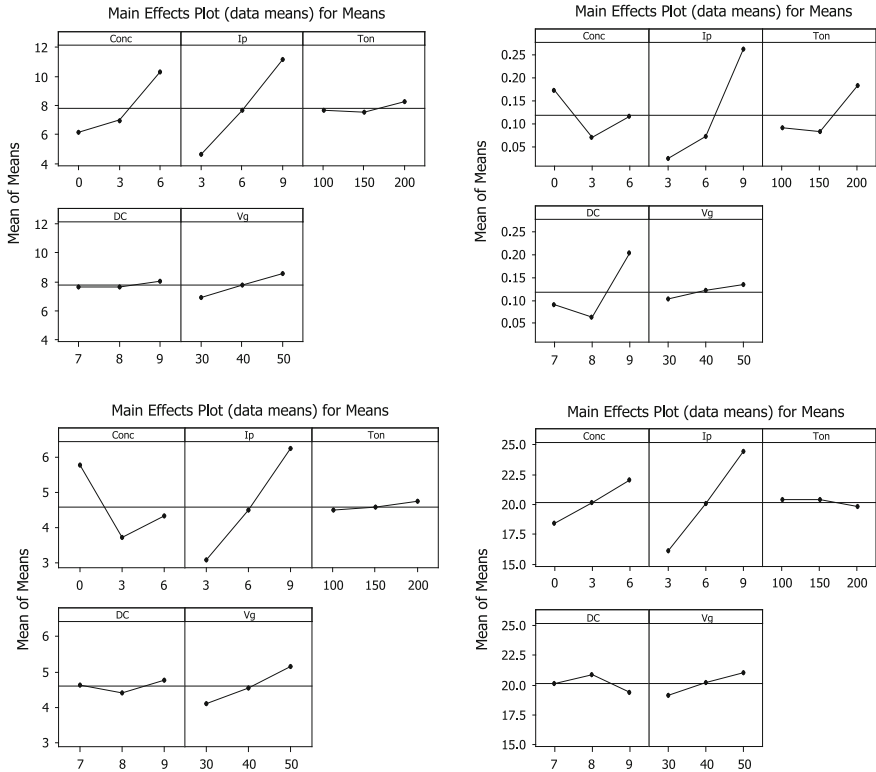 Main Effects Plot (data means) for Means
Conc Ip Ton
12
10
8
6
4
0 3 6 3 6 9 100 150 200
DC Vg
12
10
8
6
4
7 8 9 30 40 50
Mean of Means
Main Effects Plot (data means) for Means
Conc Ip Ton
0.25
0.20
0.15
0.10
0.05
0 3 6 3 6 9 100 150 200
DC Vg
0.25
0.20
0.15
0.10
0.05
7 8 9 30 40 50
Mean of Means
Main Effects Plot (data means) for Means
Conc Ip Ton
6
5
4
3
0 3 6 3 6 9 100 150 200
DC Vg
6
5
4
3
7 8 9 30 40 50
Mean of Means
Main Effects Plot (data means) for Means
Conc Ip Ton
25.0
22.5
20.0
17.5
15.0
0 3 6 3 6 9 100 150 200
DC Vg
25.0
22.5
20.0
17.5
15.0
7 8 9 30 40 50
Mean of Means